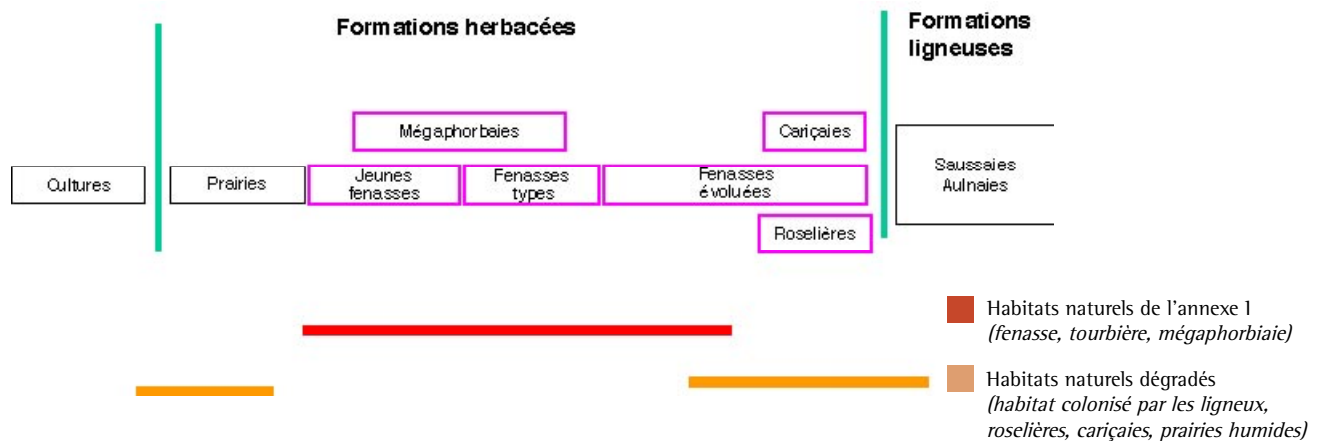 Formations herbacées
Formations
ligneuses
Mégaphorbaies
Cariçaies
Cultures
Prairies
Jeunes
fenasses
Fenasses
types
Fenasses
évoluées
Saussaies
Aulnaies
Roselières
Habitats naturels de l'annexe 1
(fenasse, tourbière, mégaphorbiaie)
Habitats naturels dégradés
(habitat colonisé par les ligneux,
roselières, cariçaies, prairies humides)